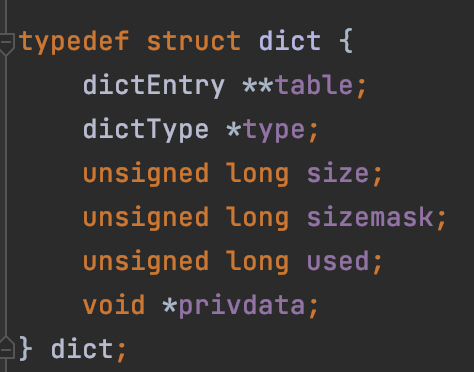 typedef struct dict {
    dictEntry **table;
    dictType *type;
    unsigned long size;
    unsigned long sizemask;
    unsigned long used;
    void *privdata;
} dict;